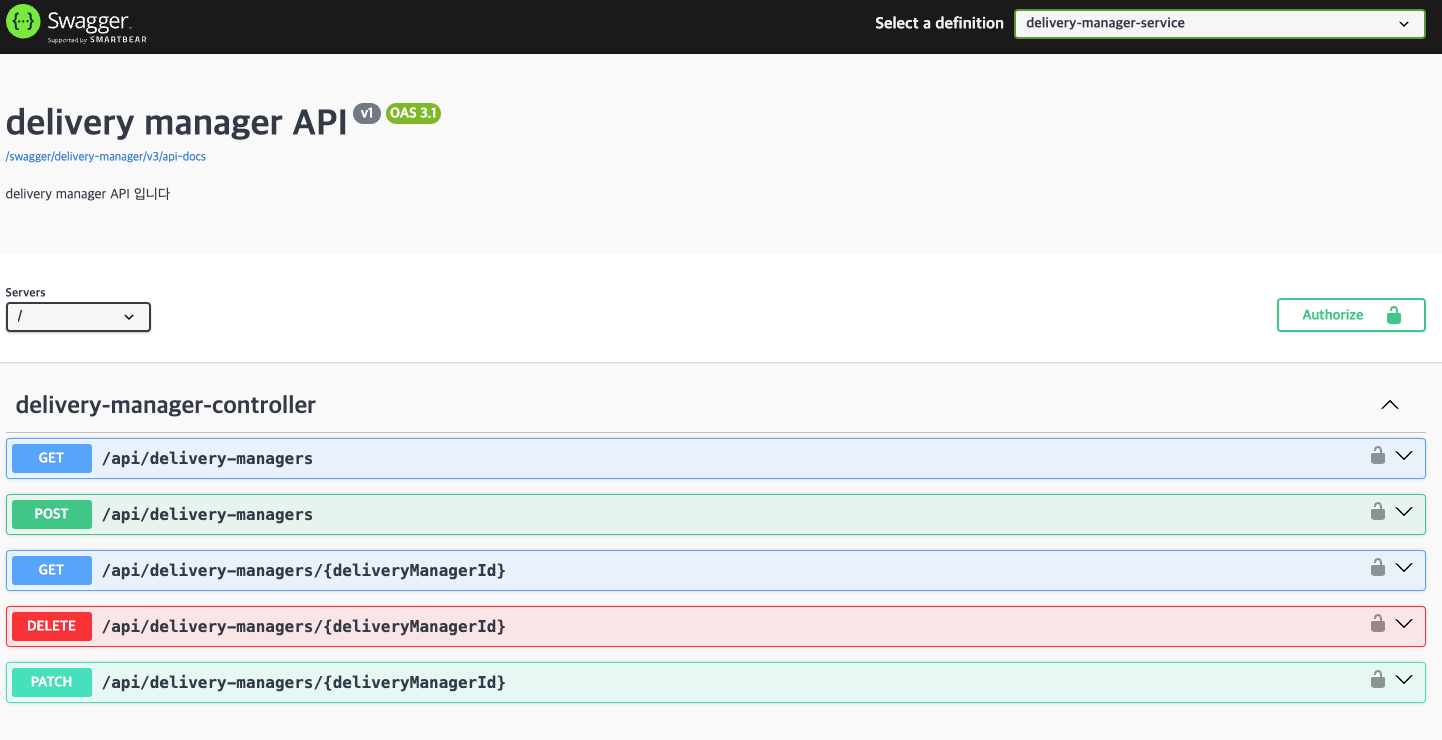 Swagger
Supported by SMARTBEAR
Select a definition
delivery-manager-service
delivery manager API v1 OAS 3.1
/swagger/delivery-manager/v3/api-docs
delivery manager API 입니다
Servers
/
Authorize
delivery-manager-controller
GET /api/delivery-managers
POST /api/delivery-managers
GET /api/delivery-managers/{deliveryManagerId}
DELETE /api/delivery-managers/{deliveryManagerId}
PATCH /api/delivery-managers/{deliveryManagerId}